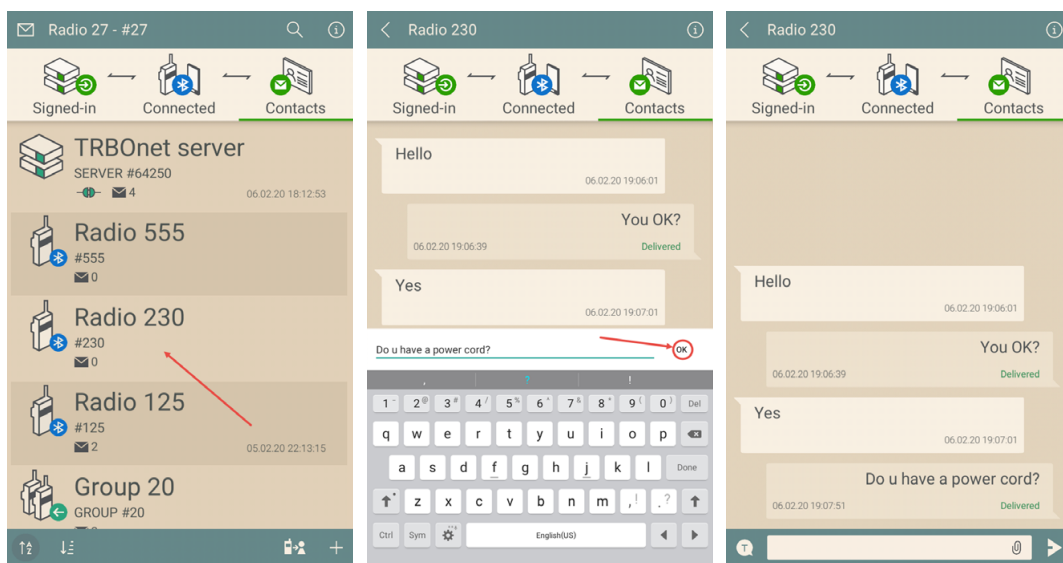 Radio 27 - #27
Signed-in
Connected
Contacts
TRBOnet server
SERVER #64250
4
06.02.20 18:12:53
Radio 555
#555
0
Radio 230
#230
0
Radio 125
#125
2
05.02.20 22:13:15
Group 20
GROUP #20
Radio 230
Signed-in
Connected
Contacts
Hello
06.02.20 19:06:01
You OK?
06.02.20 19:06:39
Delivered
Yes
06.02.20 19:07:01
Do u have a power cord?
OK
, ? !
1 - 2 @ 3 # 4 / 5 % 6 ^ 7 & 8 * 9 ( 0 ) Del
q w e r t y u i o p
a s d f g h j k l Done
z x c v b n m , ! . ?
Ctrl Sym English(US)
Radio 230
Signed-in
Connected
Contacts
Hello
06.02.20 19:06:01
You OK?
06.02.20 19:06:39
Delivered
Yes
06.02.20 19:07:01
Do u have a power cord?
06.02.20 19:07:51
Delivered
T